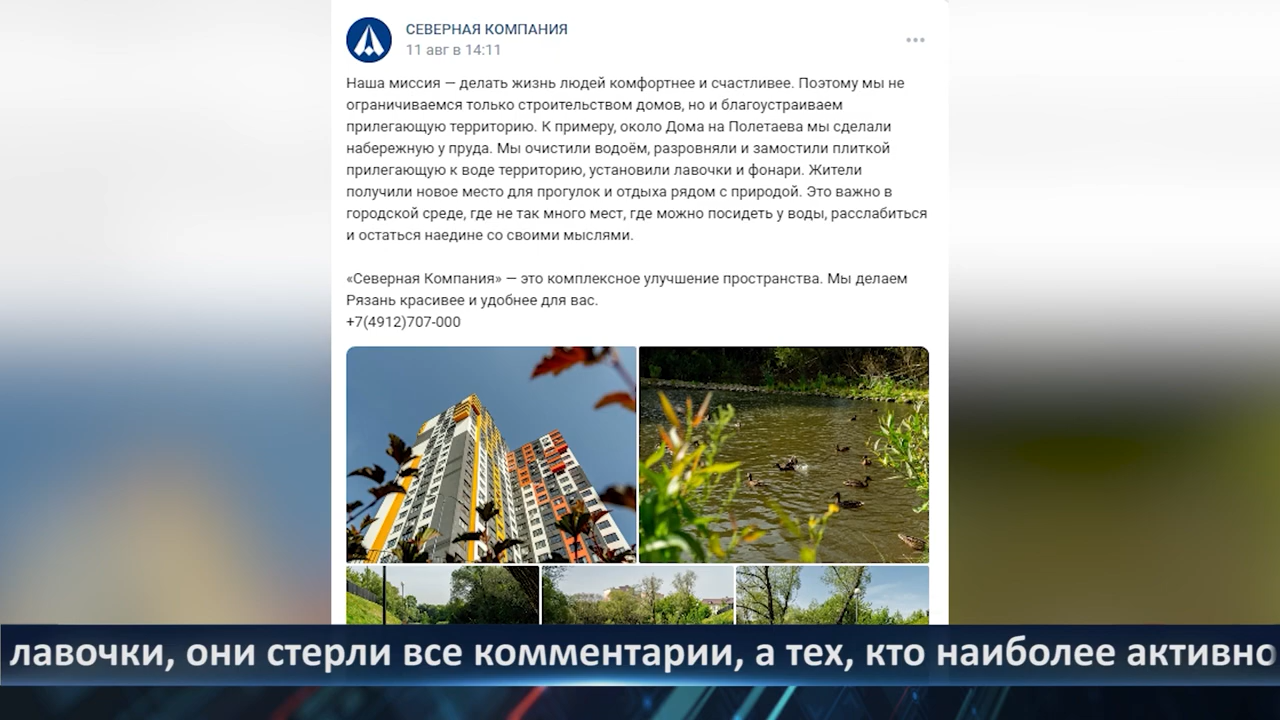 СЕВЕРНАЯ КОМПАНИЯ
11 авг в 14:11
Наша миссия — делать жизнь людей комфортнее и счастливее. Поэтому мы не
ограничиваемся только строительством домов, но и благоустраиваем
прилегающую территорию. К примеру, около Дома на Полетаева мы сделали
набережную у пруда. Мы очистили водоём, разровняли и замостили плиткой
прилегающую к воде территорию, установили лавочки и фонари. Жители
получили новое место для прогулок и отдыха рядом с природой. Это важно в
городской среде, где не так много мест, где можно посидеть у воды, расслабиться
и остаться наедине со своими мыслями.
«Северная Компания» — это комплексное улучшение пространства. Мы делаем
Рязань красивее и удобнее для вас.
+7(4912)707-000
лавочки, они стерли все комментарии, а тех, кто наиболее активно